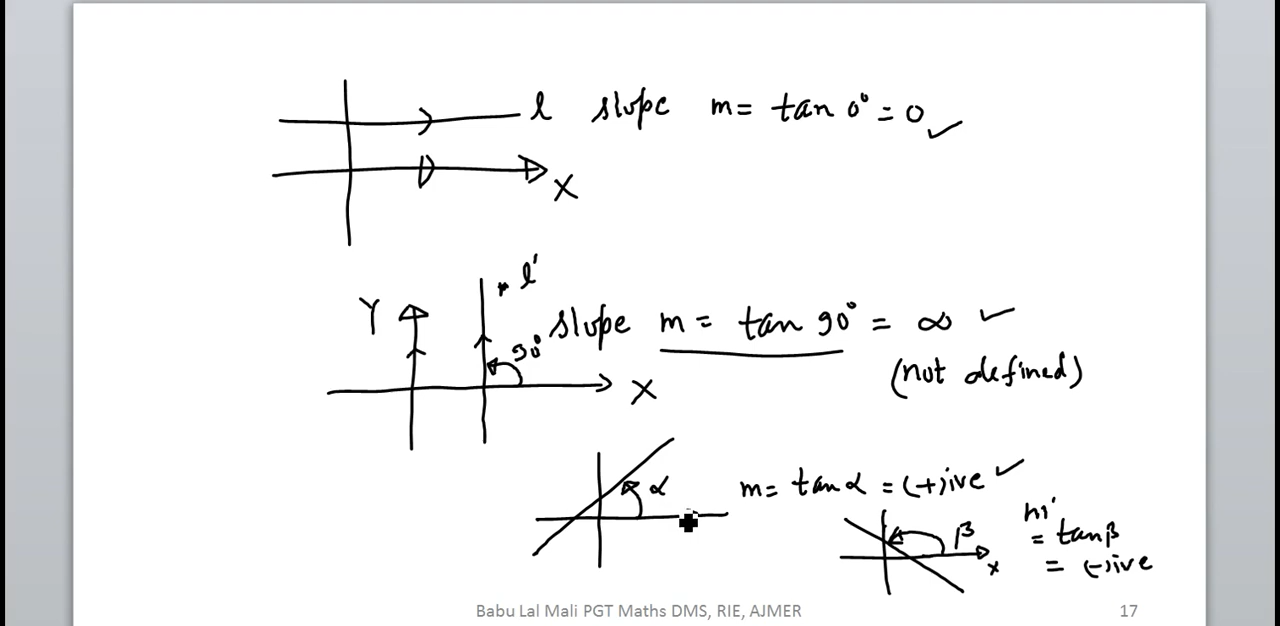 l slope m = tan 0° = 0 ✓
X
l'
Y slope m = tan 90° = ∞ ✓
90°
(not defined)
X
α m = tan α = (+)ive ✓
m'
β = tan β
x = (-)ive
Babu Lal Mali PGT Maths DMS, RIE, AJMER 17